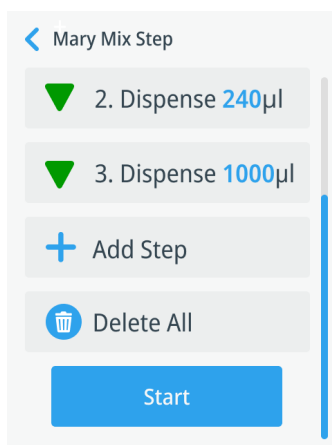 Mary Mix Step
2. Dispense 240µl
3. Dispense 1000µl
Add Step
Delete All
Start